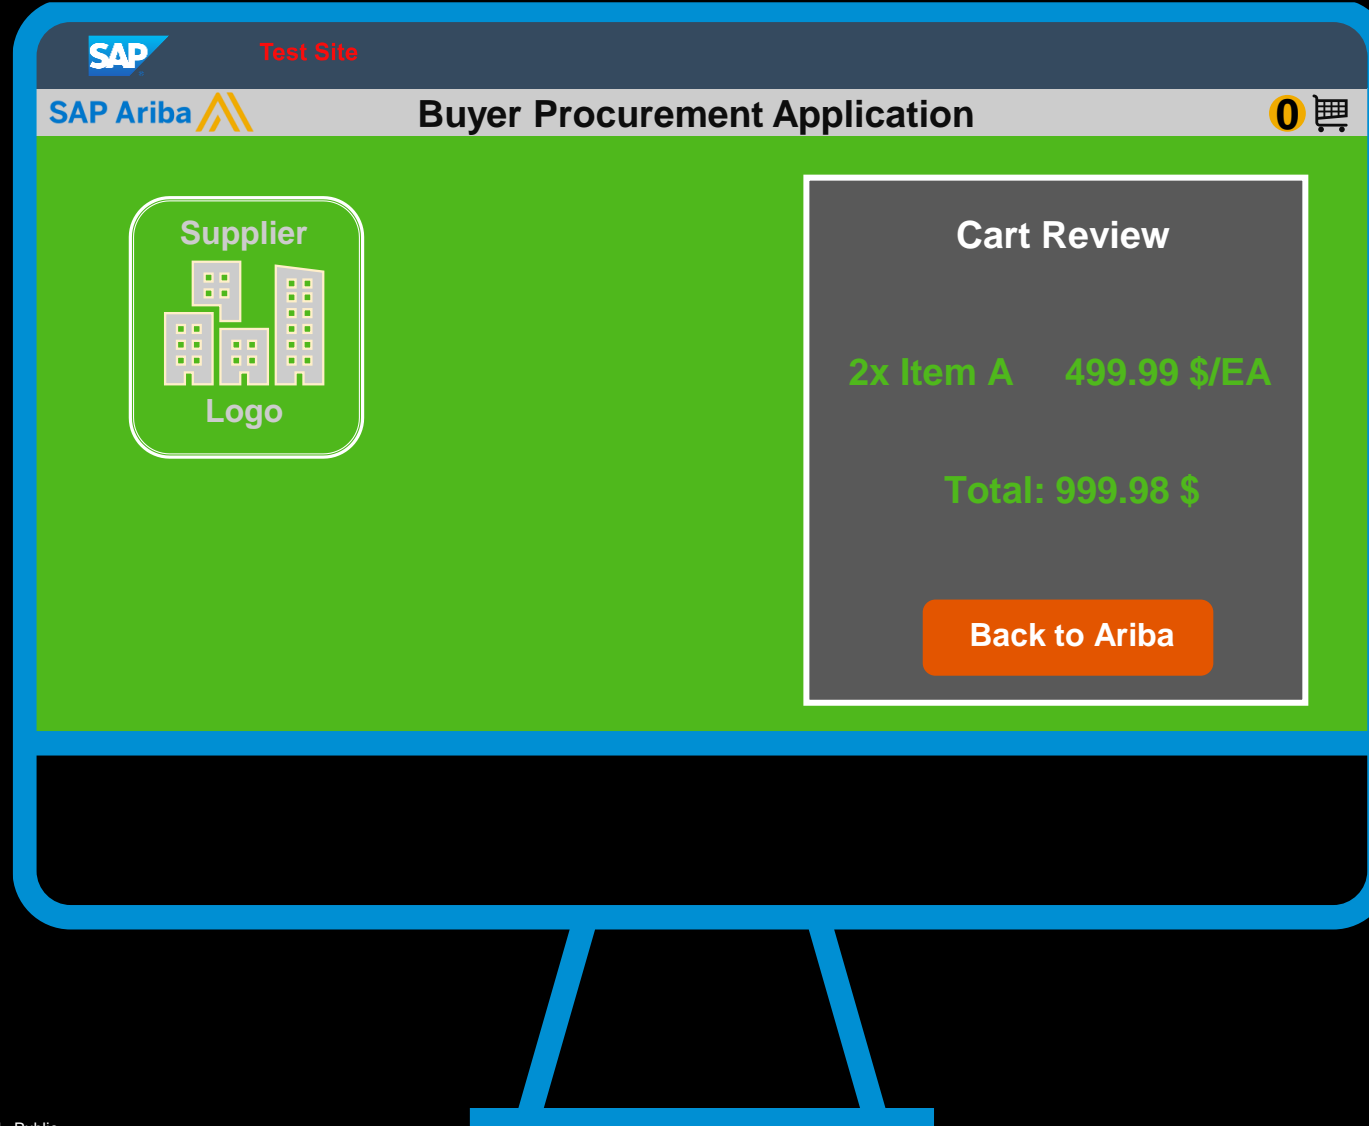 SAP
Test Site
SAP Ariba
Buyer Procurement Application
0
Supplier
Logo
Cart Review
2x Item A 499.99 $/EA
Total: 999.98 $
Back to Ariba
Public